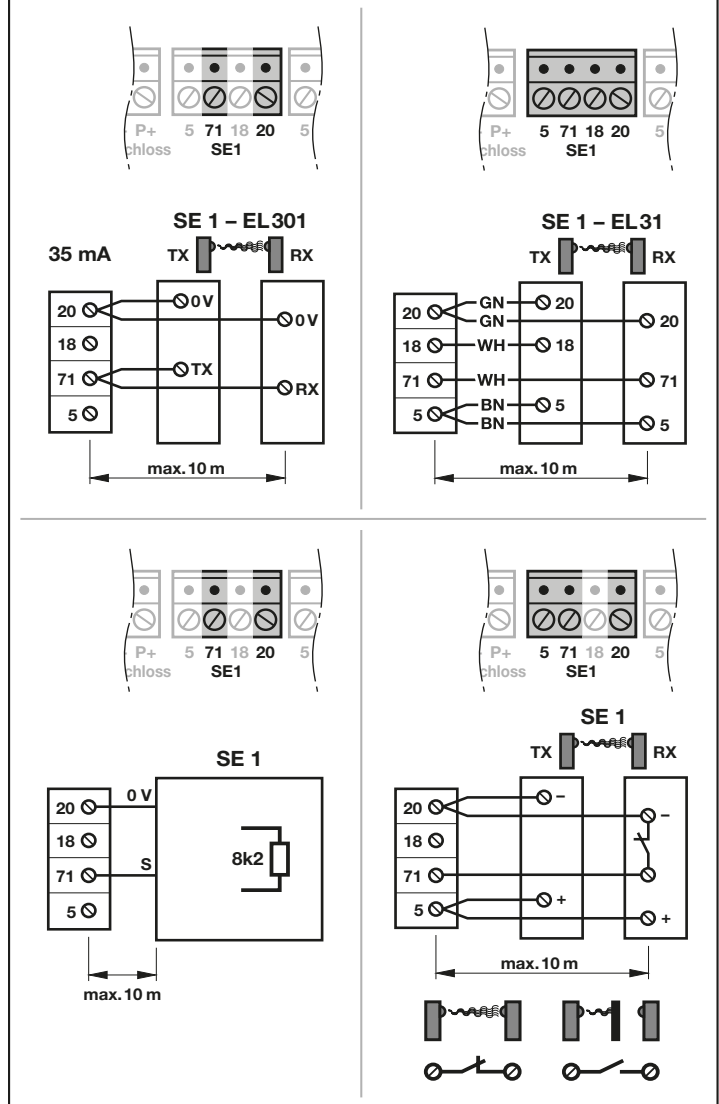 P+ 5 71 18 20 5
chloss SE1
SE 1 – EL301
35 mA TX RX
20 0 V
0 V
18
71 TX
RX
5
max. 10 m
P+ 5 71 18 20 5
chloss SE1
SE 1 – EL31
TX RX
20 GN 20
GN 20
18 WH 18
71 WH 71
5 BN 5
BN 5
max. 10 m
P+ 5 71 18 20 5
chloss SE1
SE 1
20 0 V
18
8k2
71 S
5
max. 10 m
P+ 5 71 18 20 5
chloss SE1
SE 1
TX RX
20 –
–
18
71
5 +
+
max. 10 m